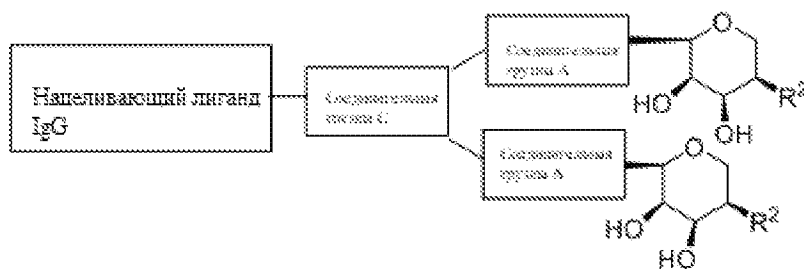 Нацеливающий лиганд
IgG
Соединительная
группа C
Соединительная
группа A
O
HO
OH
R²
Соединительная
группа A
O
HO
HO
R²